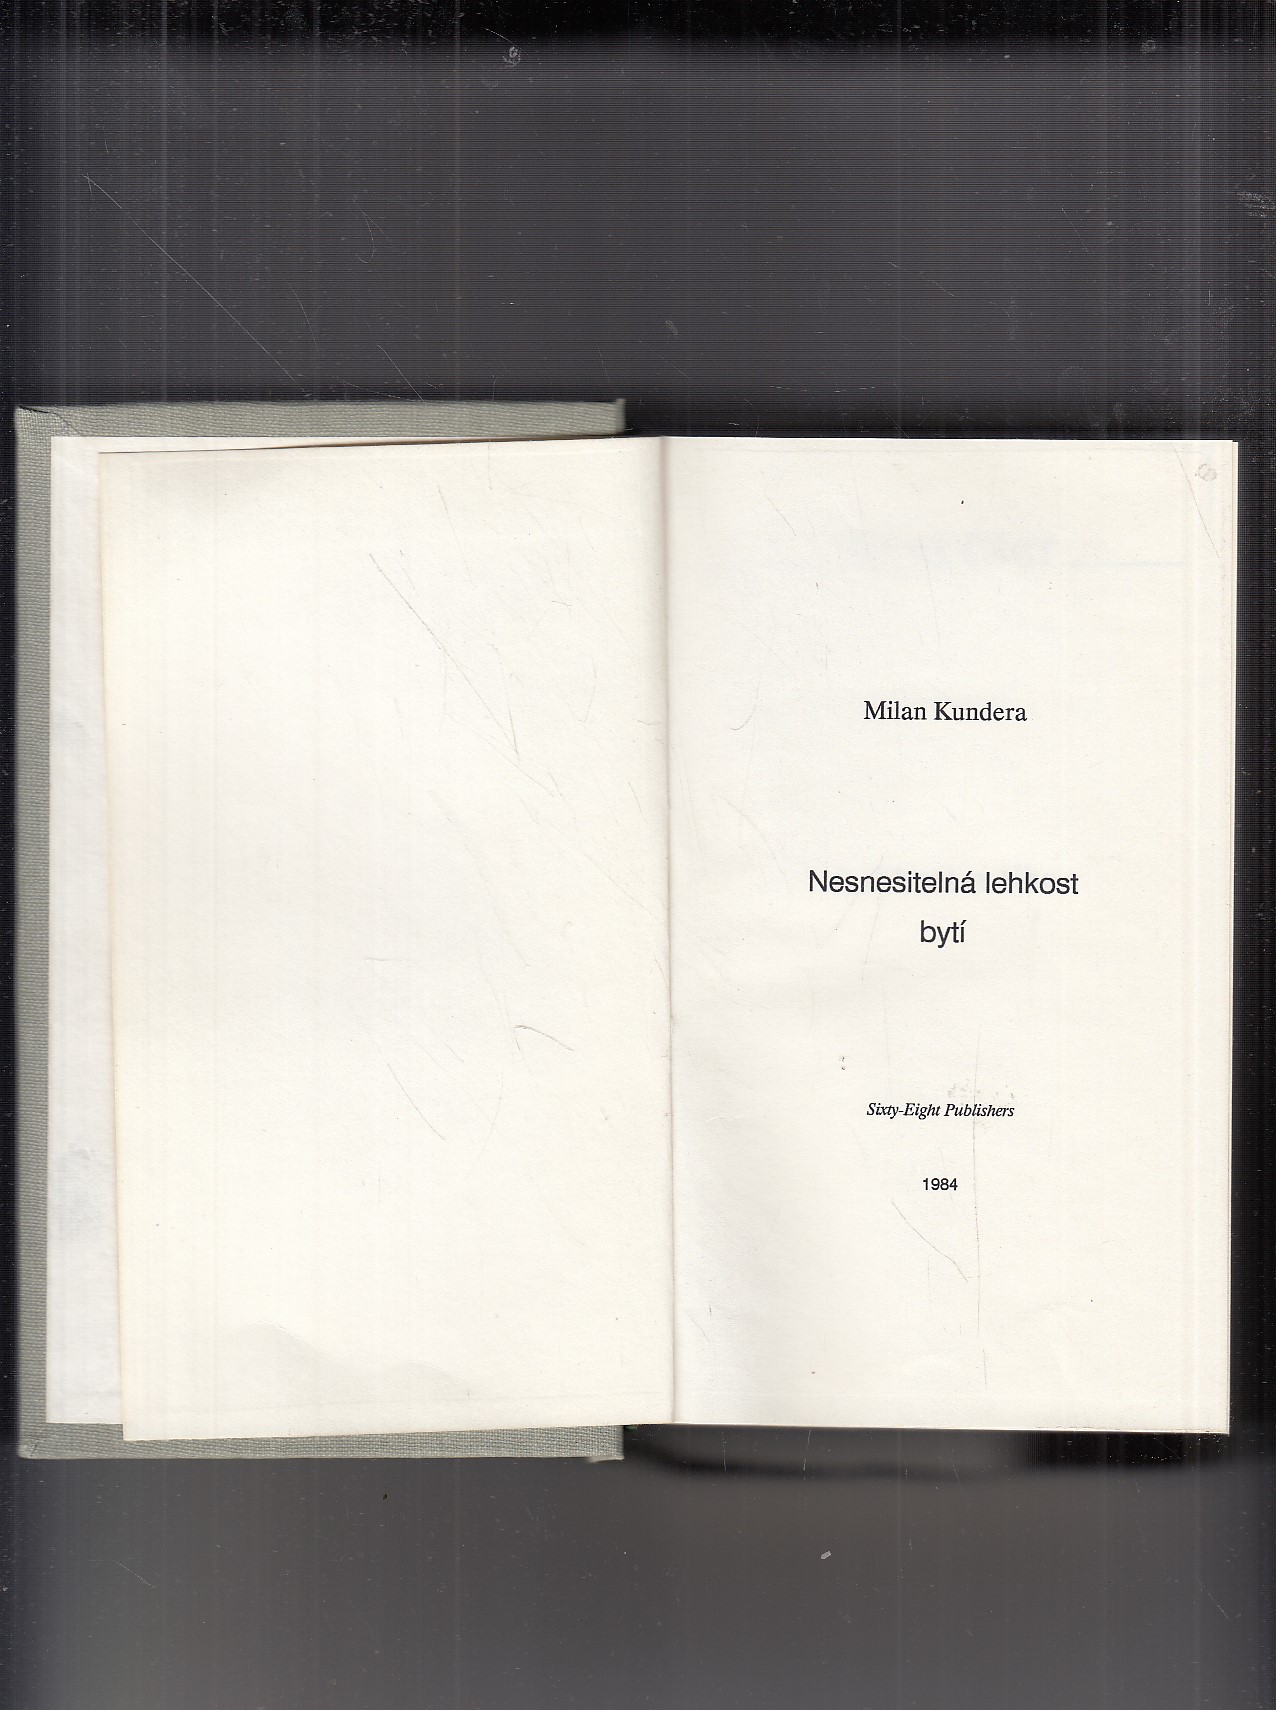 Milan Kundera
Nesnesitelná lehkost
bytí
Sixty-Eight Publishers
1984